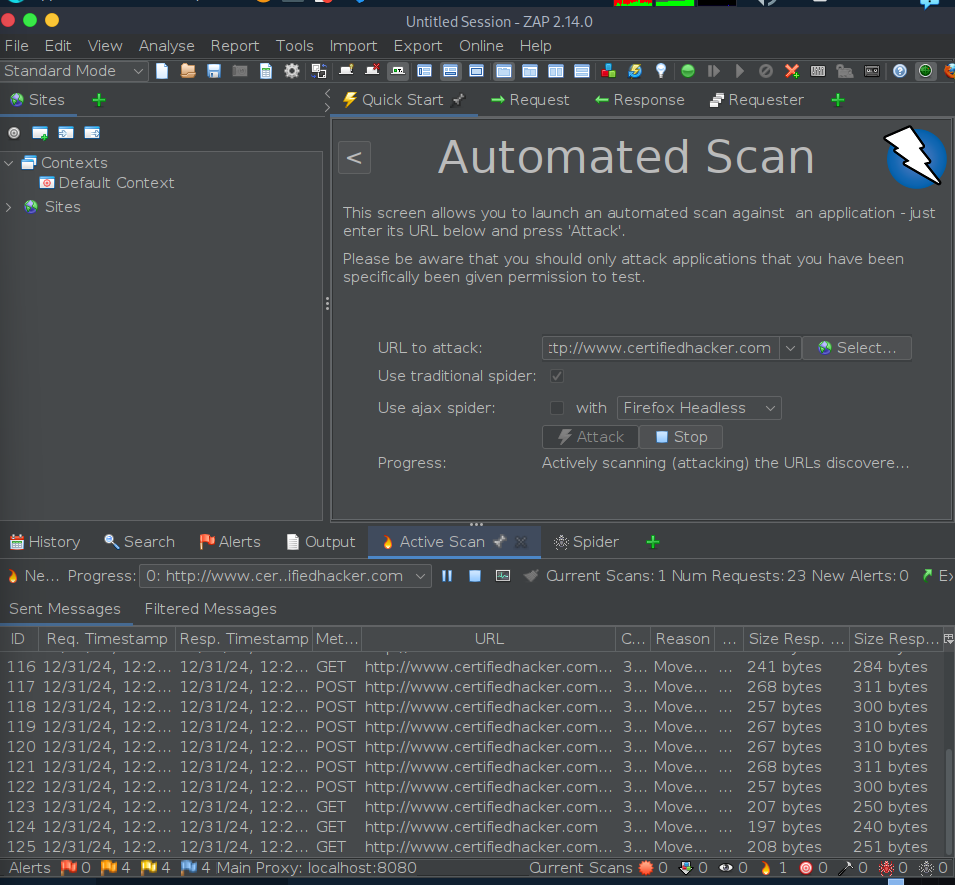 Untitled Session - ZAP 2.14.0
File Edit View Analyse Report Tools Import Export Online Help
Standard Mode
Sites
Quick Start Request Response Requester
< Automated Scan
Contexts
Default Context
Sites
This screen allows you to launch an automated scan against an application - just
enter its URL below and press 'Attack'.
Please be aware that you should only attack applications that you have been
specifically been given permission to test.
URL to attack: :tp://www.certifiedhacker.com Select...
Use traditional spider:
Use ajax spider: with Firefox Headless
Attack Stop
Progress: Actively scanning (attacking) the URLs discovere...
History Search Alerts Output Active Scan Spider
Ne... Progress: 0: http://www.cer..ifiedhacker.com Current Scans: 1 Num Requests: 23 New Alerts: 0 Ex
Sent Messages Filtered Messages
ID Req. Timestamp Resp. Timestamp Met... URL C... Reason ... Size Resp. ... Size Resp...
116 12/31/24, 12:2... 12/31/24, 12:2... GET http://www.certifiedhacker.com... 3... Move... ... 241 bytes 284 bytes
117 12/31/24, 12:2... 12/31/24, 12:2... POST http://www.certifiedhacker.com... 3... Move... ... 268 bytes 311 bytes
118 12/31/24, 12:2... 12/31/24, 12:2... POST http://www.certifiedhacker.com... 3... Move... ... 257 bytes 300 bytes
119 12/31/24, 12:2... 12/31/24, 12:2... POST http://www.certifiedhacker.com... 3... Move... ... 267 bytes 310 bytes
120 12/31/24, 12:2... 12/31/24, 12:2... POST http://www.certifiedhacker.com... 3... Move... ... 267 bytes 310 bytes
121 12/31/24, 12:2... 12/31/24, 12:2... POST http://www.certifiedhacker.com... 3... Move... ... 268 bytes 311 bytes
122 12/31/24, 12:2... 12/31/24, 12:2... POST http://www.certifiedhacker.com... 3... Move... ... 257 bytes 300 bytes
123 12/31/24, 12:2... 12/31/24, 12:2... GET http://www.certifiedhacker.com... 3... Move... ... 207 bytes 250 bytes
124 12/31/24, 12:2... 12/31/24, 12:2... GET http://www.certifiedhacker.com 3... Move... ... 197 bytes 240 bytes
125 12/31/24, 12:2... 12/31/24, 12:2... GET http://www.certifiedhacker.com... 3... Move... ... 208 bytes 251 bytes
Alerts 0 4 4 4 Main Proxy: localhost:8080 Current Scans 0 0 0 1 0 0 0 0